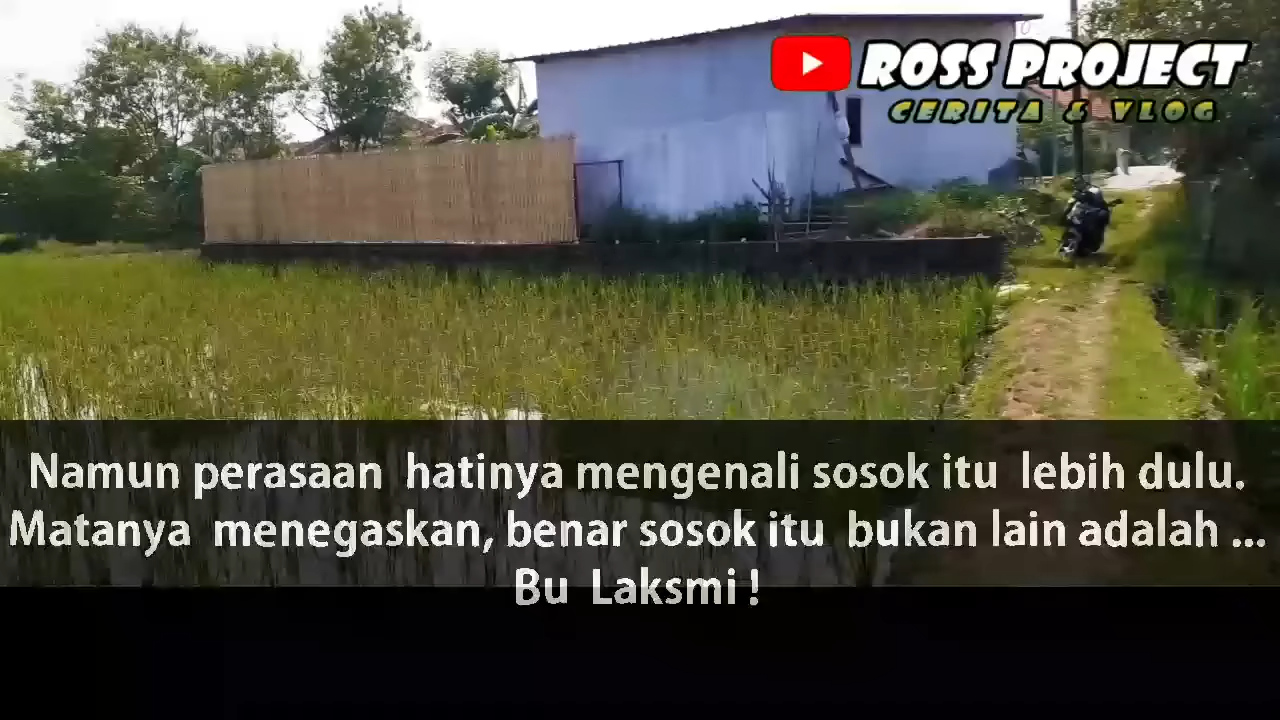 ROSS PROJECT
CERITA & VLOG
Namun perasaan hatinya mengenali sosok itu lebih dulu.
Matanya menegaskan, benar sosok itu bukan lain adalah ...
Bu Laksmi !